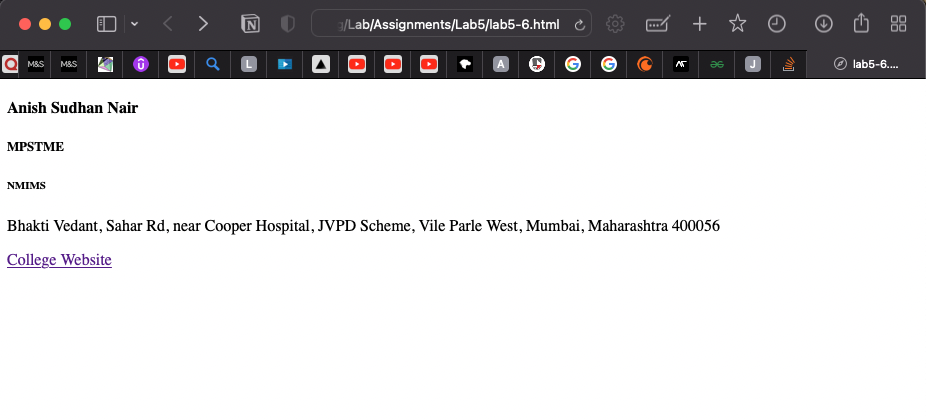 /Lab/Assignments/Lab5/lab5-6.html
M&S M&S L A J lab5-6....
Anish Sudhan Nair
MPSTME
NMIMS
Bhakti Vedant, Sahar Rd, near Cooper Hospital, JVPD Scheme, Vile Parle West, Mumbai, Maharashtra 400056
College Website